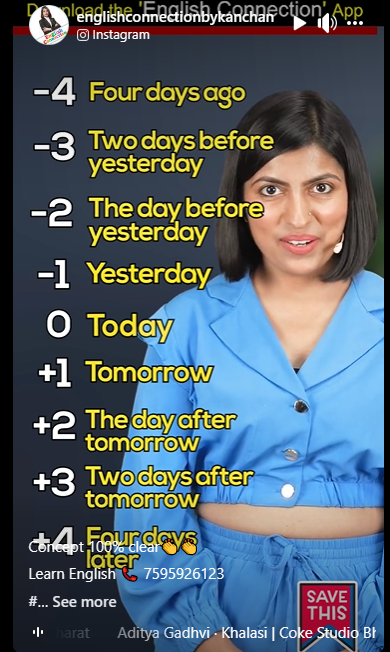 Download the 'English Connection' App
englishconnectionbykanchan
Instagram
-4 Four days ago
-3 Two days before
yesterday
-2 The day before
yesterday
-1 Yesterday
0 Today
+1 Tomorrow
+2 The day after
tomorrow
+3 Two days after
tomorrow
+4 Four days
later
Concept 100% clear👏👏
Learn English 📞 7595926123
#... See more
SAVE
THIS
Aditya Gadhvi · Khalasi | Coke Studio Bh